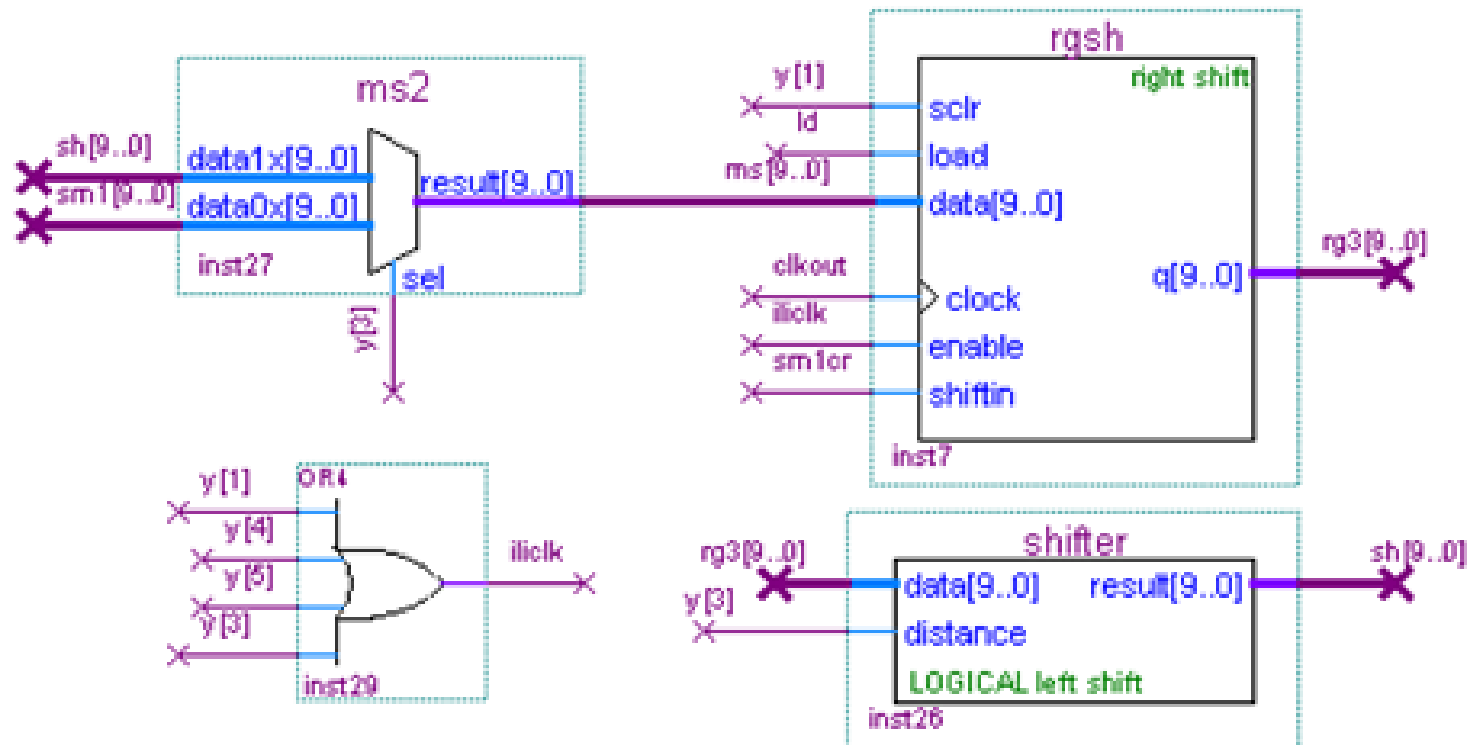 ms2
sh[9..0]
data1x[9..0]
sm1[9..0]
data0x[9..0]
result[9..0]
inst27
sel
y[3]
rgsh
right shift
y[1]
sclr
ld
load
ms[9..0]
data[9..0]
rg3[9..0]
q[9..0]
clkout
clock
iliclk
enable
sm1or
shiftin
inst7
OR4
y[1]
y[4]
y[5]
y[3]
iliclk
inst29
shifter
rg3[9..0]
data[9..0]
result[9..0]
sh[9..0]
y[3]
distance
LOGICAL left shift
inst26